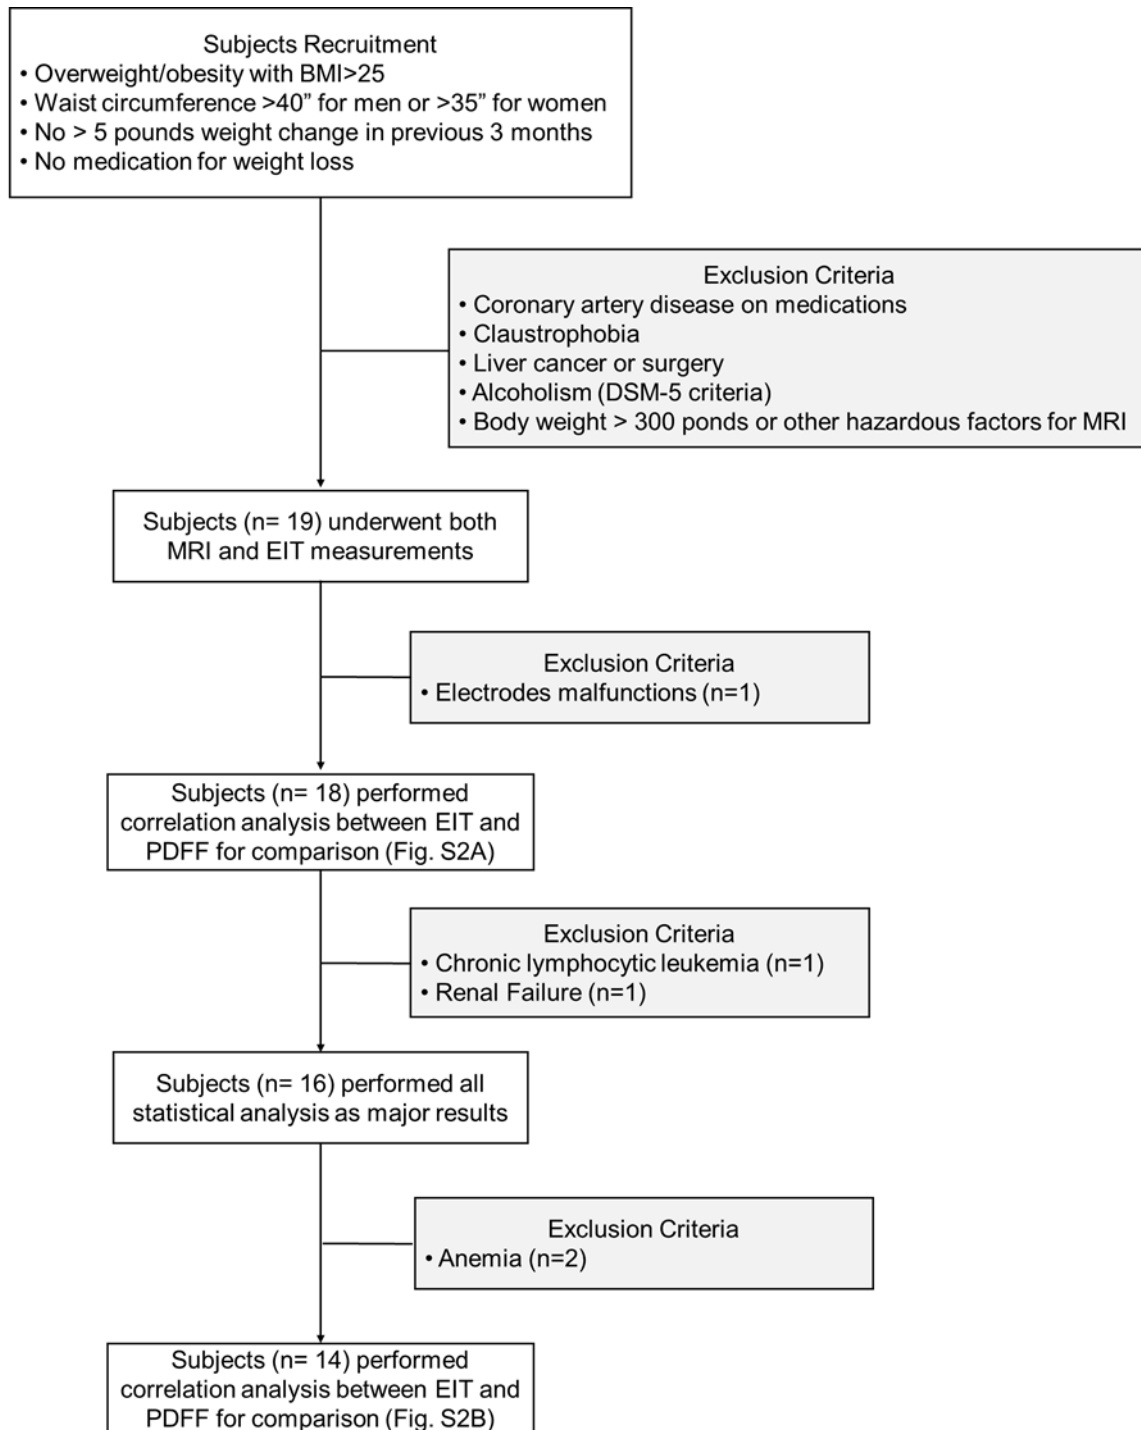 Subjects Recruitment
• Overweight/obesity with BMI>25
• Waist circumference >40” for men or >35” for women
• No > 5 pounds weight change in previous 3 months
• No medication for weight loss
Exclusion Criteria
• Coronary artery disease on medications
• Claustrophobia
• Liver cancer or surgery
• Alcoholism (DSM-5 criteria)
• Body weight > 300 ponds or other hazardous factors for MRI
Subjects (n= 19) underwent both
MRI and EIT measurements
Exclusion Criteria
• Electrodes malfunctions (n=1)
Subjects (n= 18) performed
correlation analysis between EIT and
PDFF for comparison (Fig. S2A)
Exclusion Criteria
• Chronic lymphocytic leukemia (n=1)
• Renal Failure (n=1)
Subjects (n= 16) performed all
statistical analysis as major results
Exclusion Criteria
• Anemia (n=2)
Subjects (n= 14) performed
correlation analysis between EIT and
PDFF for comparison (Fig. S2B)